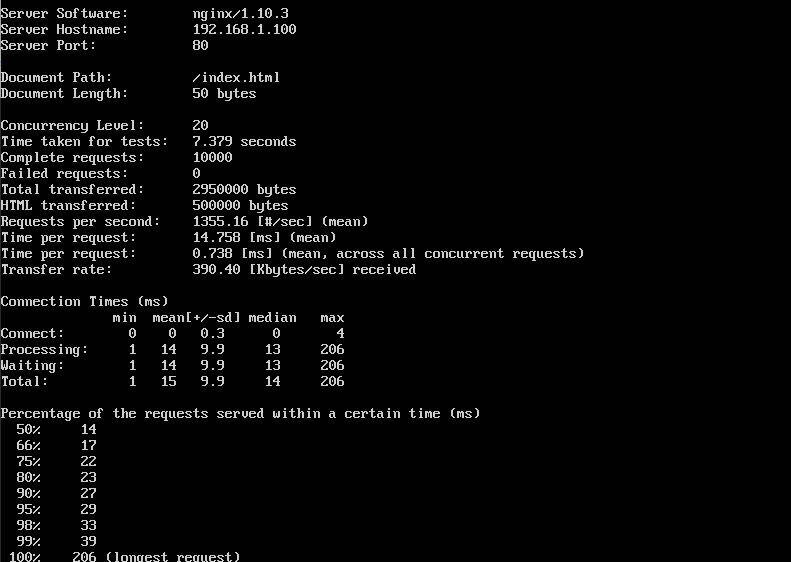 Server Software:        nginx/1.10.3
Server Hostname:        192.168.1.100
Server Port:            80

Document Path:          /index.html
Document Length:        50 bytes

Concurrency Level:      20
Time taken for tests:   7.379 seconds
Complete requests:      10000
Failed requests:        0
Total transferred:      2950000 bytes
HTML transferred:       500000 bytes
Requests per second:    1355.16 [#/sec] (mean)
Time per request:       14.758 [ms] (mean)
Time per request:       0.738 [ms] (mean, across all concurrent requests)
Transfer rate:          390.40 [Kbytes/sec] received

Connection Times (ms)
              min  mean[+/-sd] median   max
Connect:        0    0   0.3      0       4
Processing:     1   14   9.9     13     206
Waiting:        1   14   9.9     13     206
Total:          1   15   9.9     14     206

Percentage of the requests served within a certain time (ms)
  50%     14
  66%     17
  75%     22
  80%     23
  90%     27
  95%     29
  98%     33
  99%     39
 100%    206 (longest request)